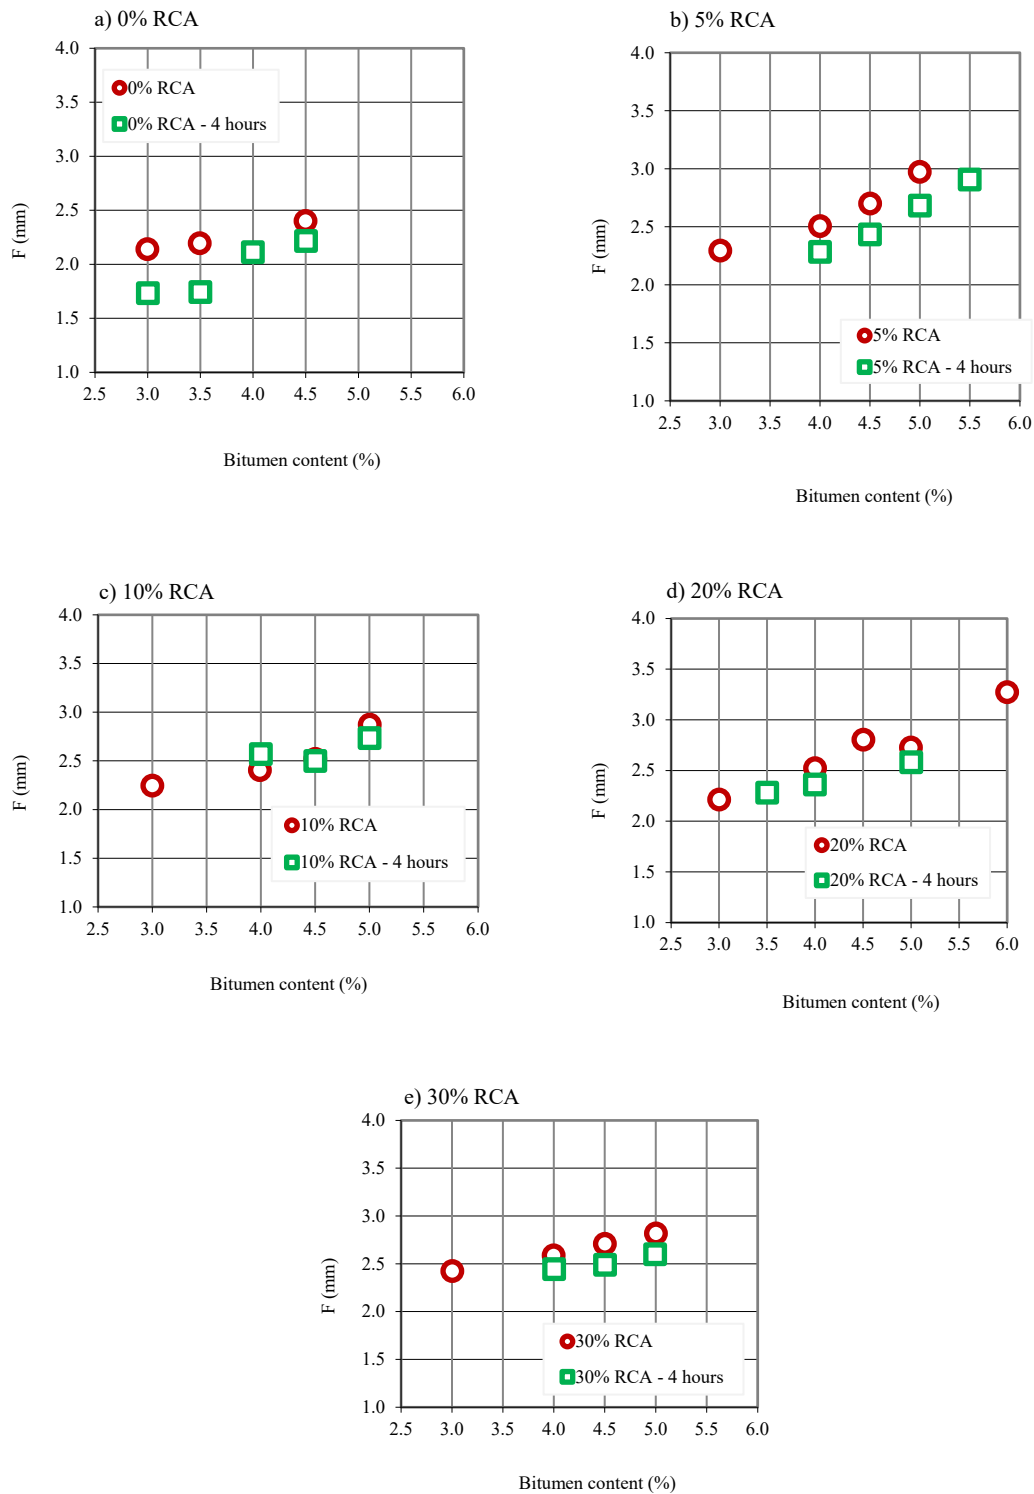 a) 0% RCA
4.0
3.5
3.0
2.5
2.0
1.5
1.0
F (mm)
0% RCA
0% RCA - 4 hours
2.5 3.0 3.5 4.0 4.5 5.0 5.5 6.0
Bitumen content (%)
b) 5% RCA
4.0
3.5
3.0
2.5
2.0
1.5
1.0
F (mm)
5% RCA
5% RCA - 4 hours
2.5 3.0 3.5 4.0 4.5 5.0 5.5 6.0
Bitumen content (%)
c) 10% RCA
4.0
3.5
3.0
2.5
2.0
1.5
1.0
F (mm)
10% RCA
10% RCA - 4 hours
2.5 3.0 3.5 4.0 4.5 5.0 5.5 6.0
Bitumen content (%)
d) 20% RCA
4.0
3.5
3.0
2.5
2.0
1.5
1.0
F (mm)
20% RCA
20% RCA - 4 hours
2.5 3.0 3.5 4.0 4.5 5.0 5.5 6.0
Bitumen content (%)
e) 30% RCA
4.0
3.5
3.0
2.5
2.0
1.5
1.0
F (mm)
30% RCA
30% RCA - 4 hours
2.5 3.0 3.5 4.0 4.5 5.0 5.5 6.0
Bitumen content (%)